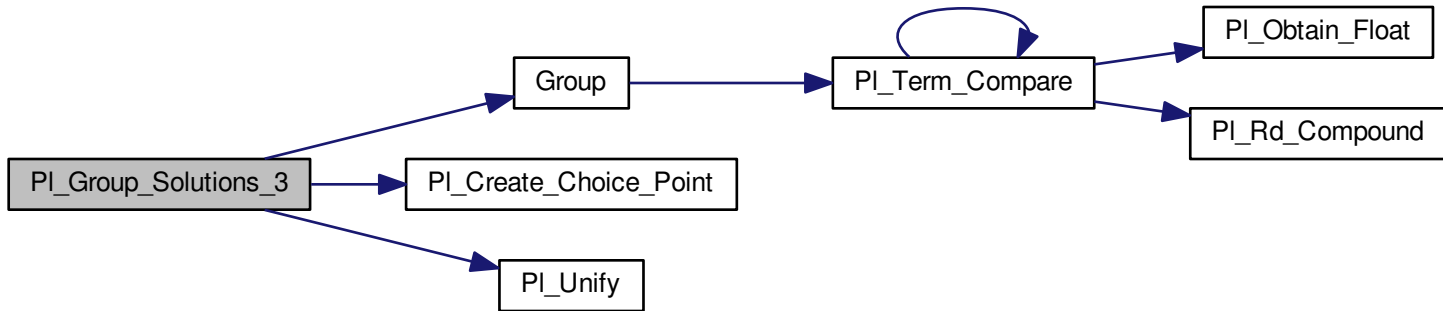 Pl_Group_Solutions_3
Group
Pl_Create_Choice_Point
Pl_Unify
Pl_Term_Compare
Pl_Obtain_Float
Pl_Rd_Compound